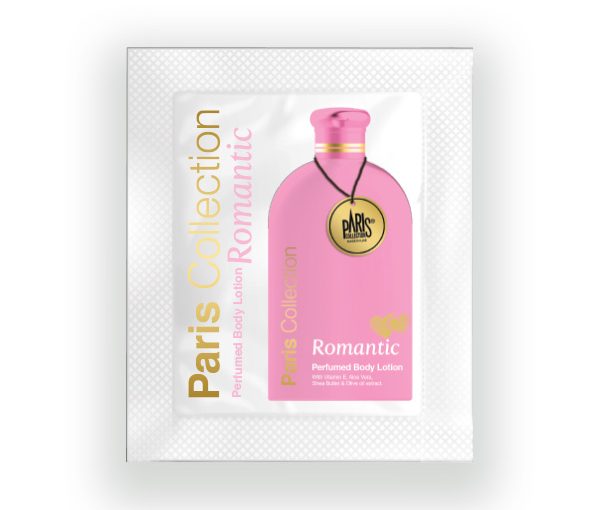 Paris Collection
Perfumed Body Lotion
Romantic
PARIS
COLLECTION
Paris Collection
Romantic
Perfumed Body Lotion
With Vitamin E, Aloe Vera,
Shea Butter & Olive oil extract.